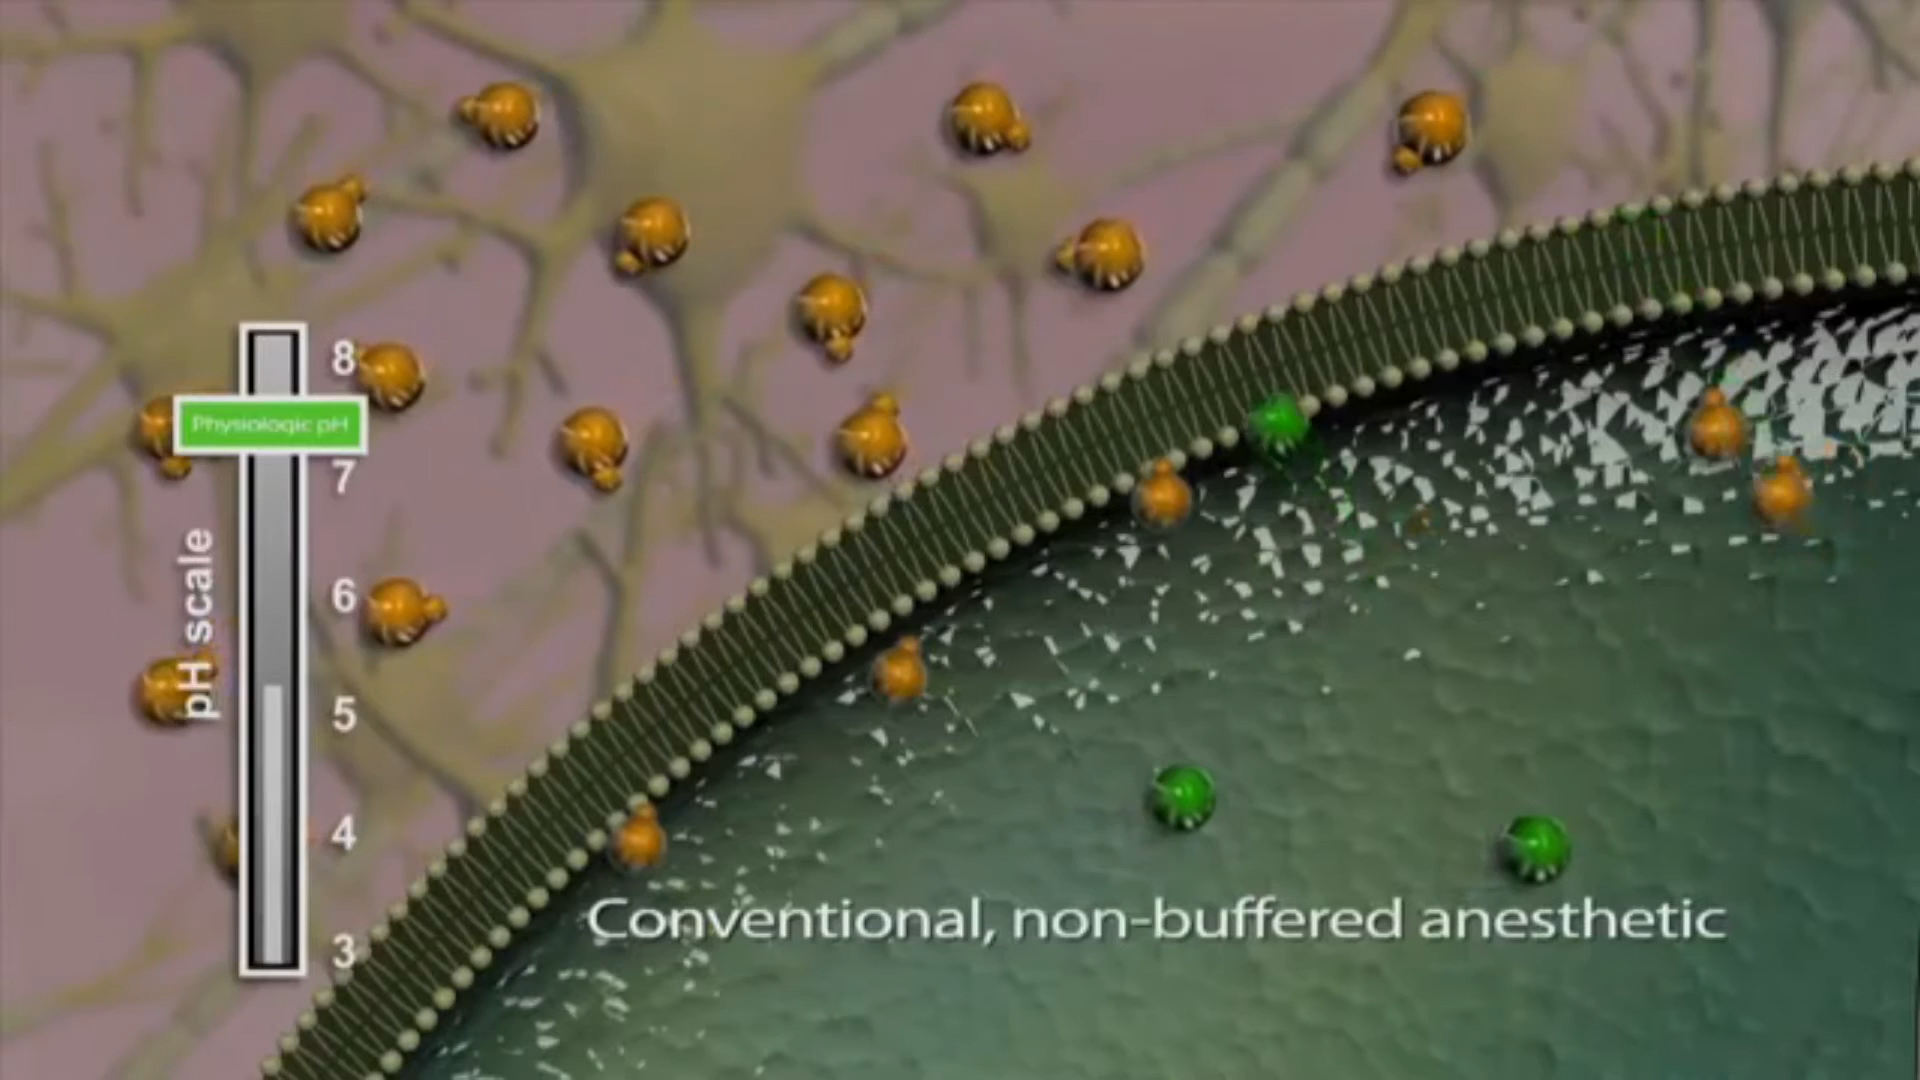 8
Physiologic pH
7
6
5
4
3
pH scale
Conventional, non-buffered anesthetic